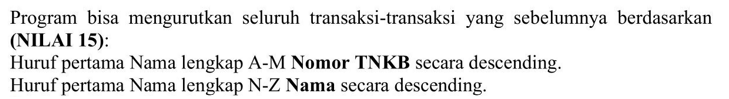 Program bisa mengurutkan seluruh transaksi-transaksi yang sebelumnya berdasarkan
(NILAI 15):
Huruf pertama Nama lengkap A-M Nomor TNKB secara descending.
Huruf pertama Nama lengkap N-Z Nama secara descending.